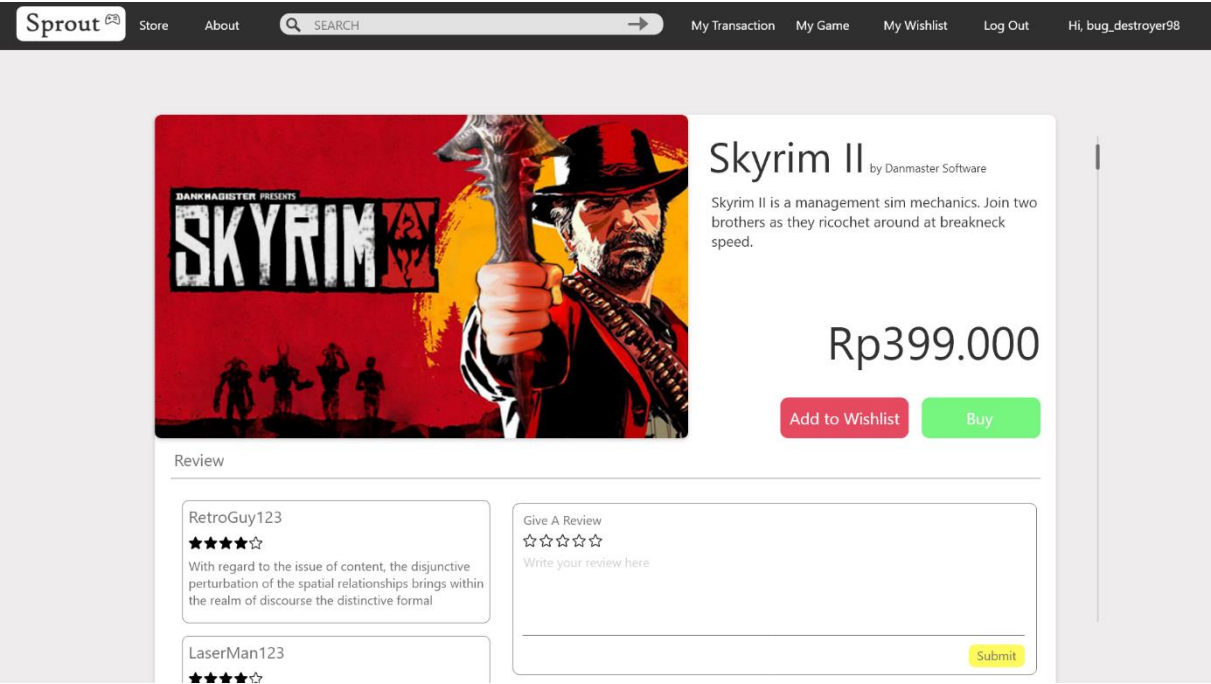 Sprout
Store
About
SEARCH
My Transaction
My Game
My Wishlist
Log Out
Hi, bug_destroyer98
DANKMAGISTER PRESENTS
SKYRIM II
Skyrim II by Danmaster Software
Skyrim II is a management sim mechanics. Join two
brothers as they ricochet around at breakneck
speed.
Rp399.000
Add to Wishlist
Buy
Review
RetroGuy123
With regard to the issue of content, the disjunctive
perturbation of the spatial relationships brings within
the realm of discourse the distinctive formal
LaserMan123
Give A Review
Write your review here
Submit